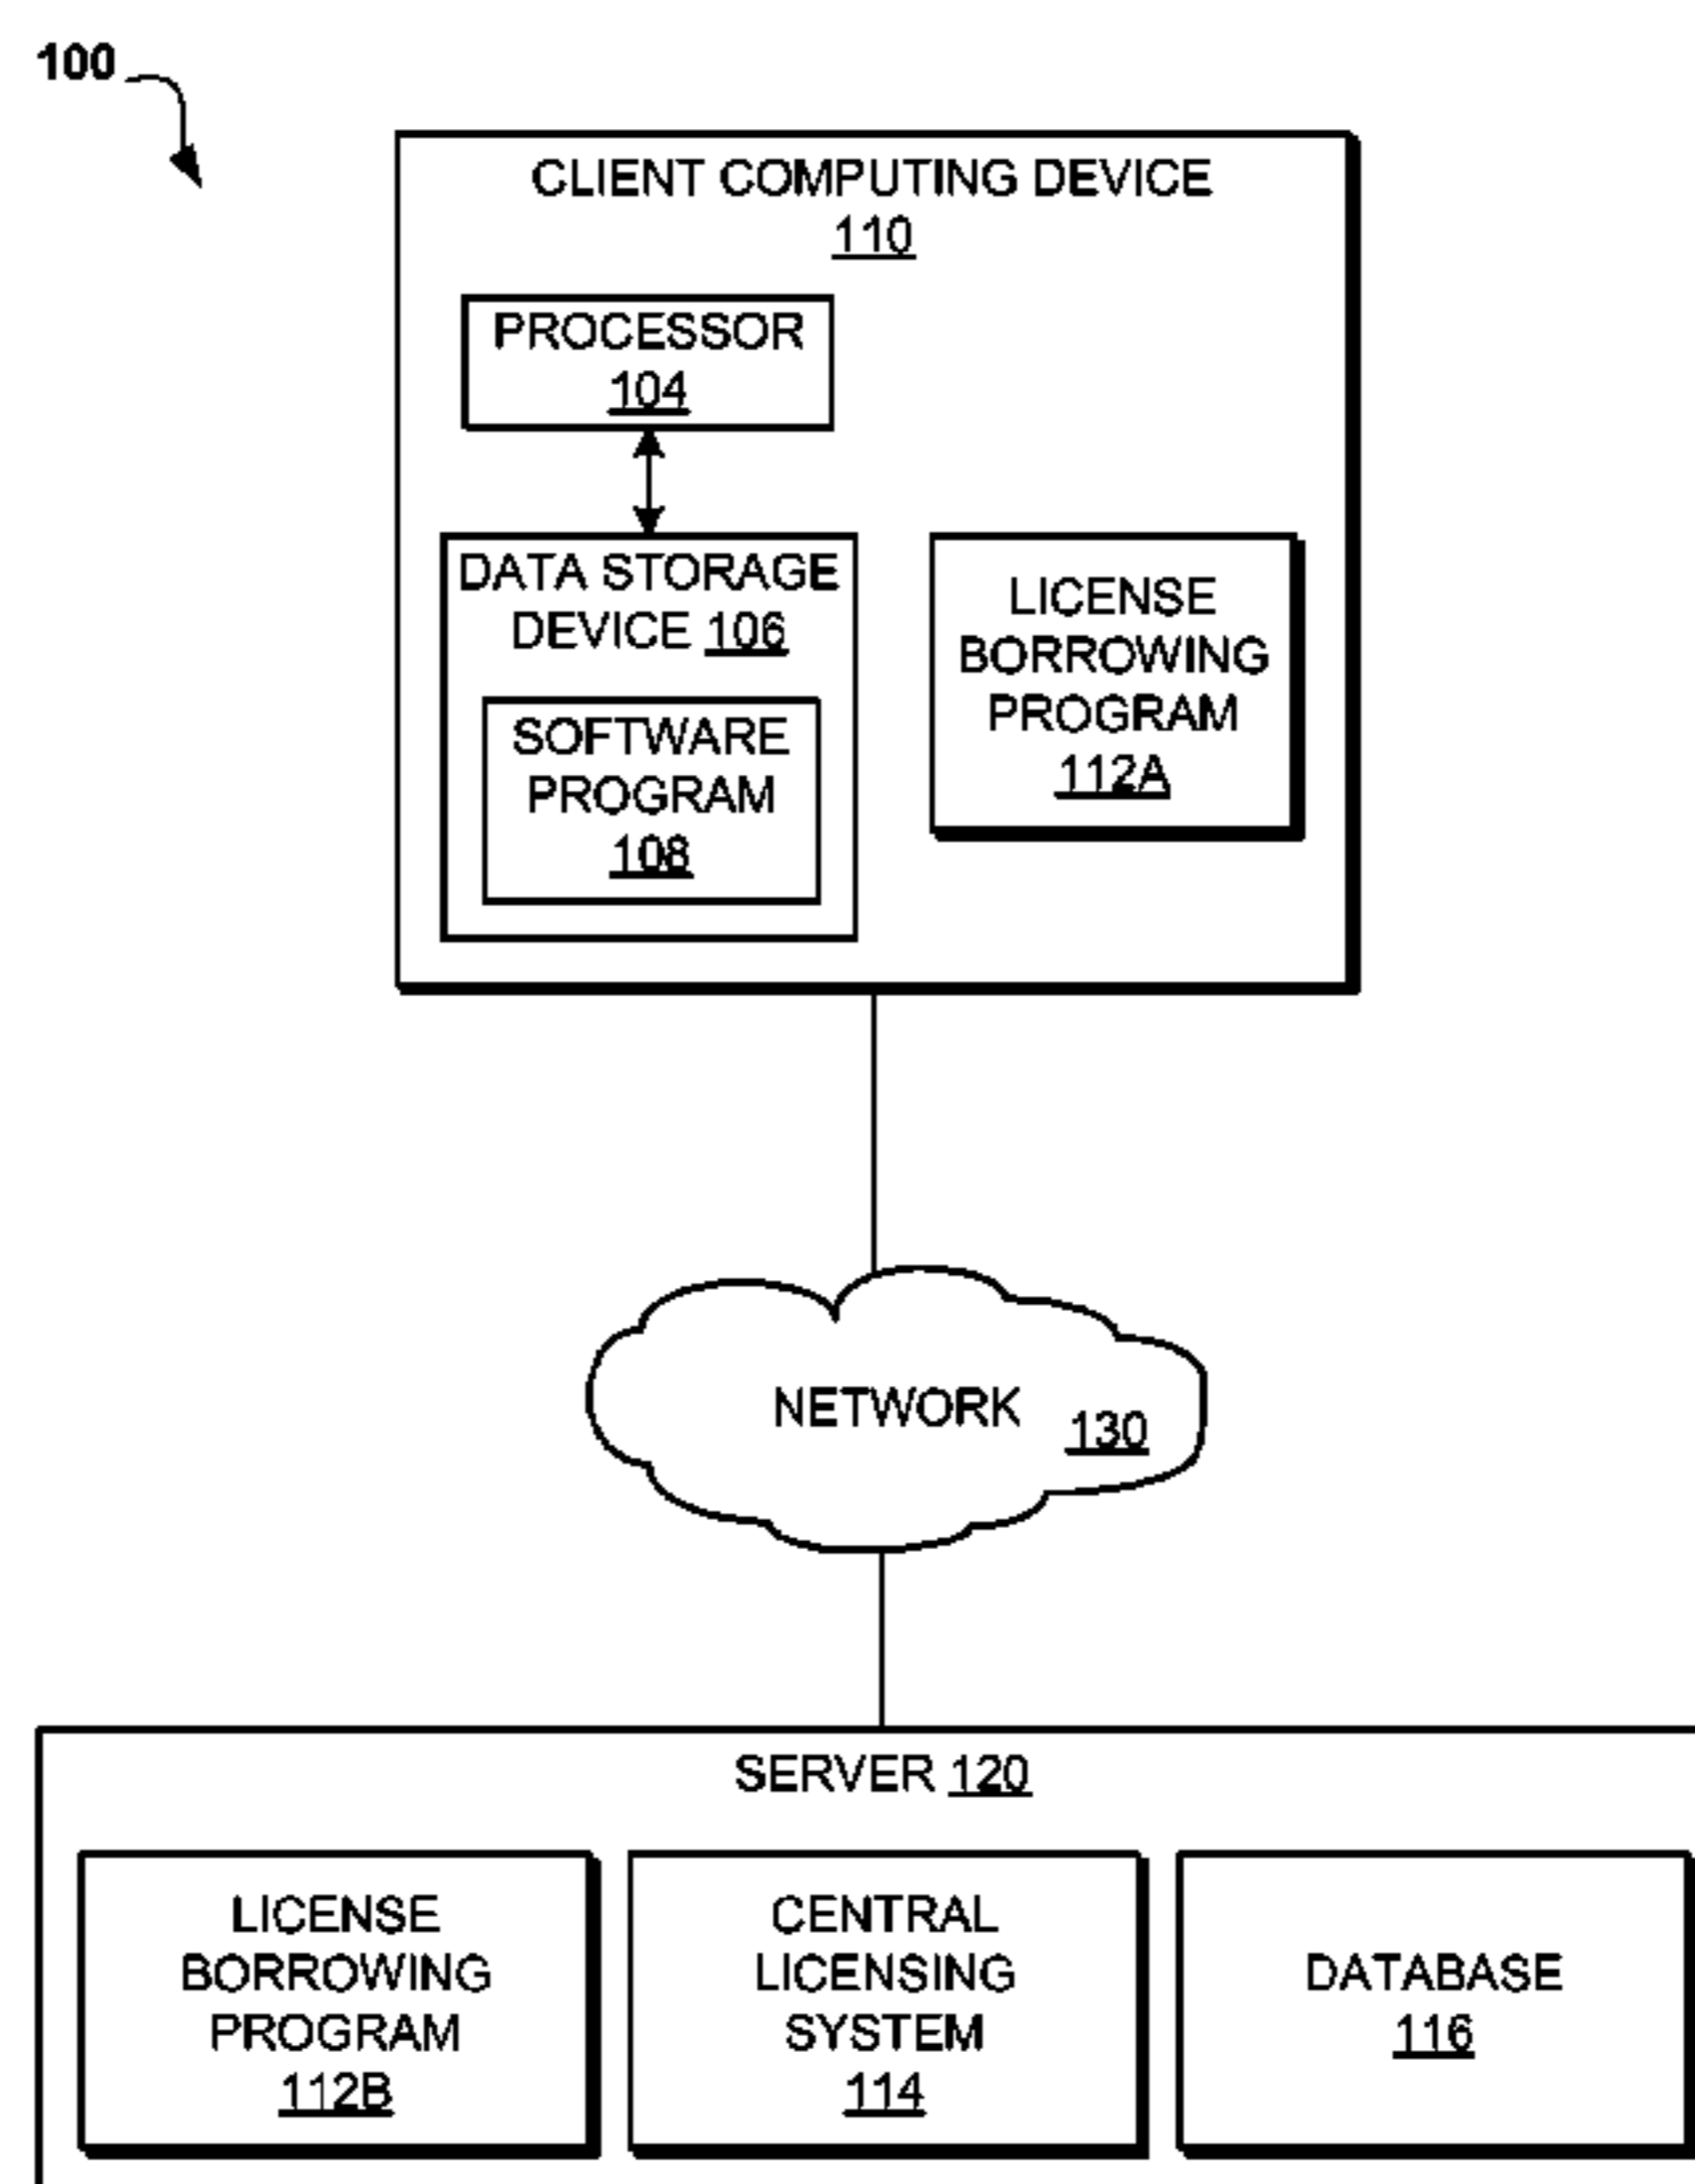 100
CLIENT COMPUTING DEVICE
110
PROCESSOR
104
DATA STORAGE
DEVICE 106
SOFTWARE
PROGRAM
108
LICENSE
BORROWING
PROGRAM
112A
NETWORK
130
SERVER 120
LICENSE
BORROWING
PROGRAM
112B
CENTRAL
LICENSING
SYSTEM
114
DATABASE
116